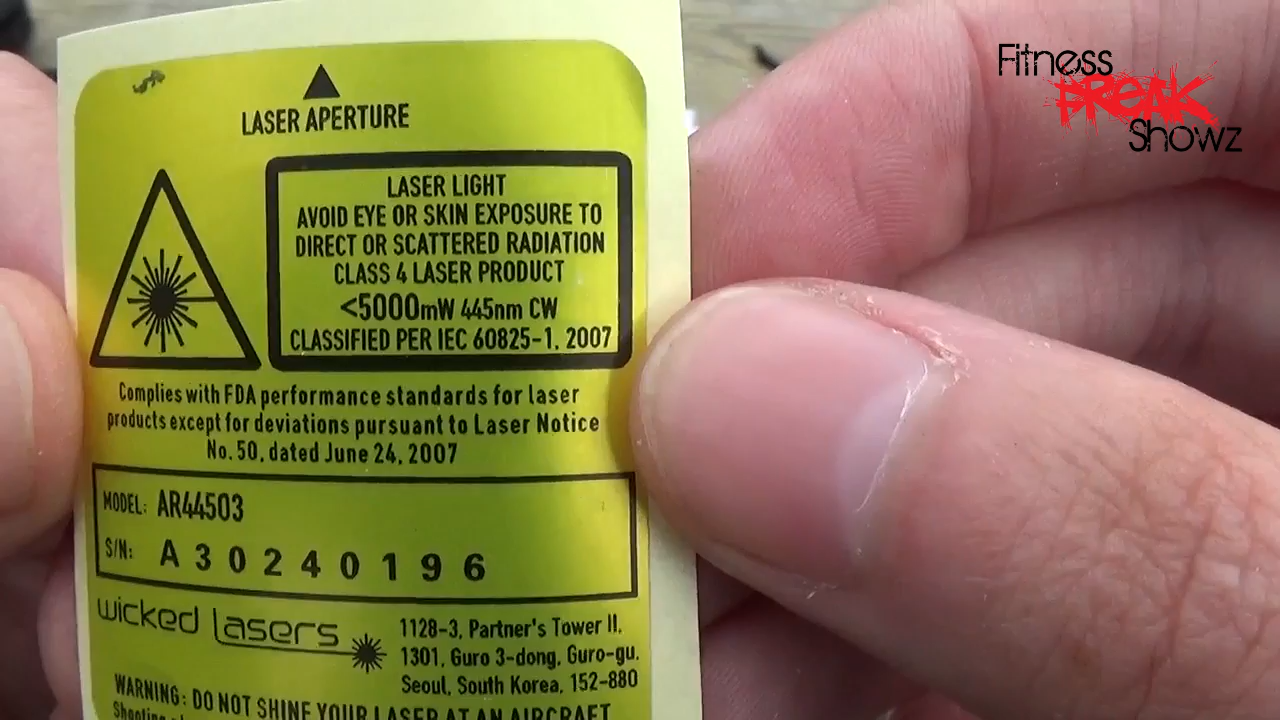 Fitness
FREAK
Showz
LASER APERTURE
LASER LIGHT
AVOID EYE OR SKIN EXPOSURE TO
DIRECT OR SCATTERED RADIATION
CLASS 4 LASER PRODUCT
<5000mW 445nm CW
CLASSIFIED PER IEC 60825-1, 2007
Complies with FDA performance standards for laser
products except for deviations pursuant to Laser Notice
No. 50, dated June 24, 2007
MODEL: AR44503
S/N: A30240196
wicked Lasers
1128-3, Partner's Tower II,
1301, Guro 3-dong, Guro-gu,
Seoul, South Korea, 152-880
WARNING: DO NOT SHINE YOUR LASER AT AN AIRCRAFT